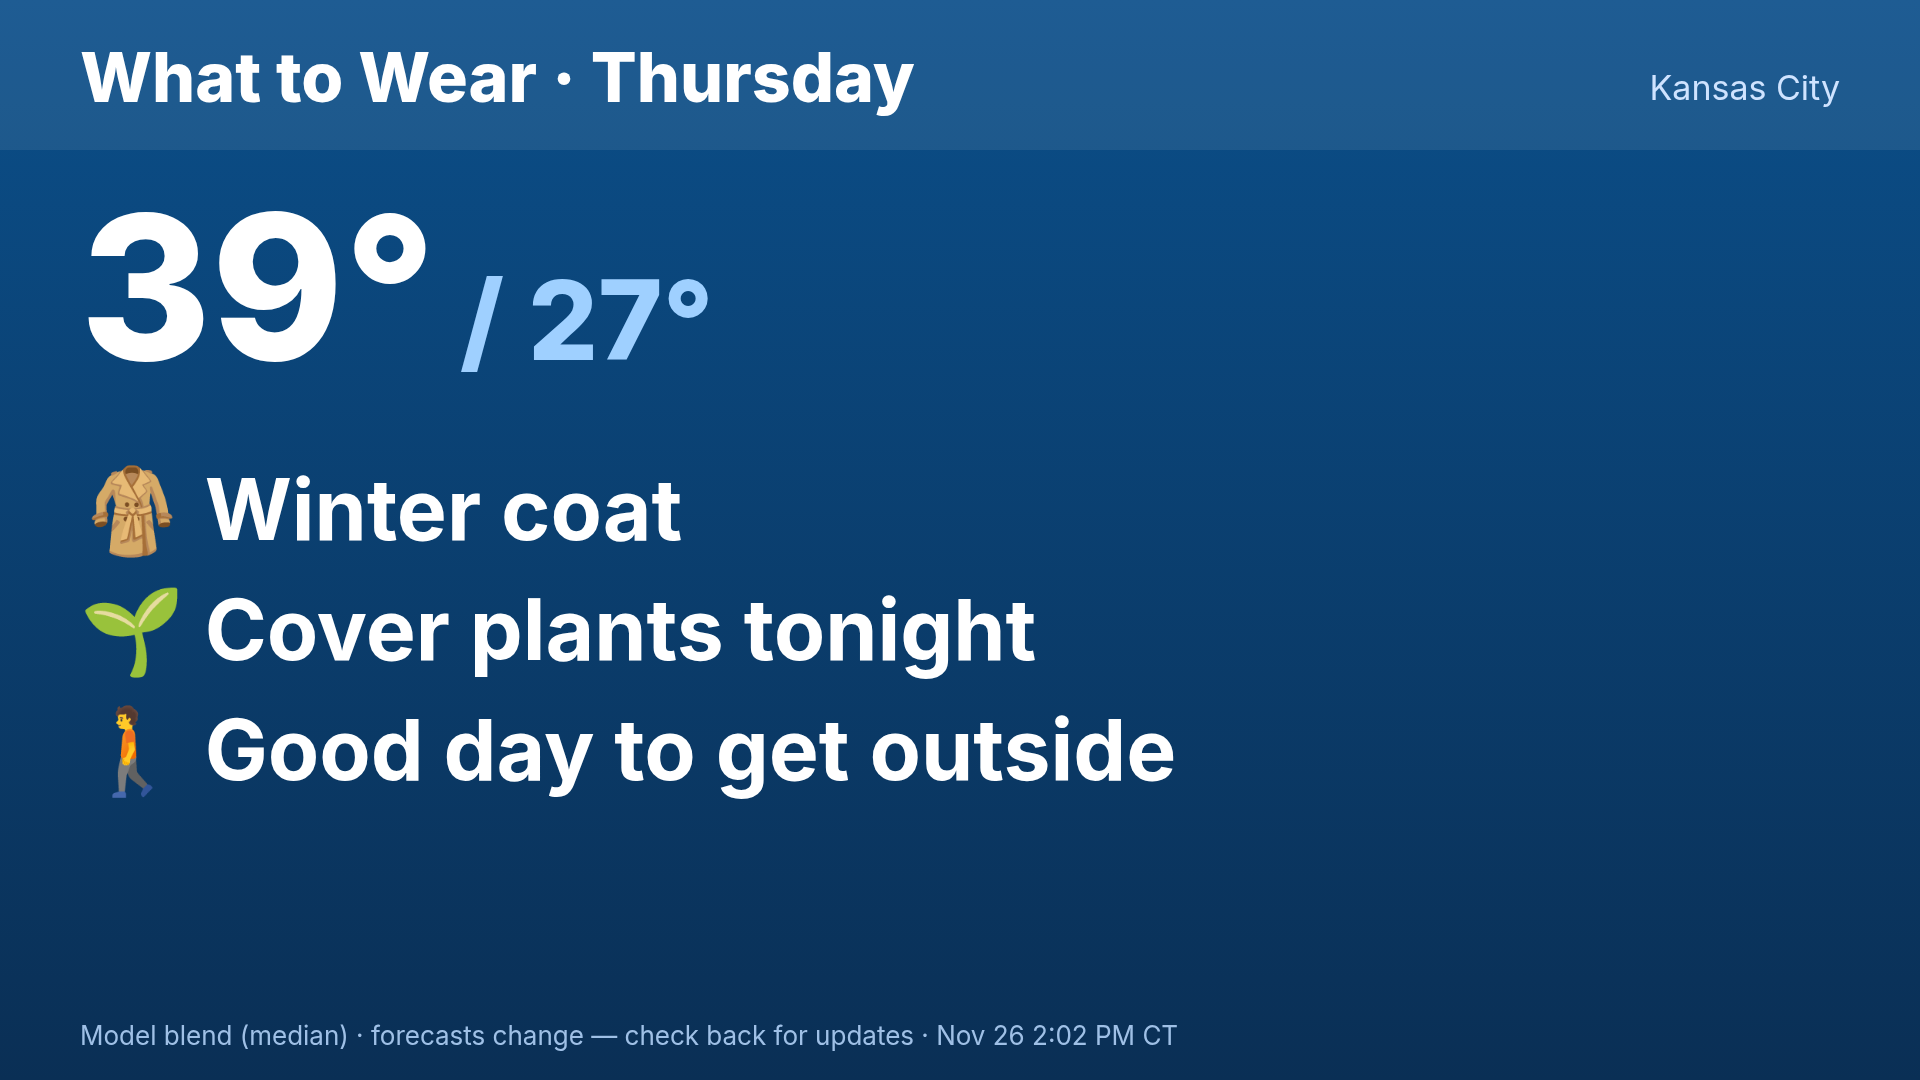 What to Wear · Thursday
Kansas City
39° / 27°
Winter coat
Cover plants tonight
Good day to get outside
Model blend (median) · forecasts change — check back for updates · Nov 26 2:02 PM CT